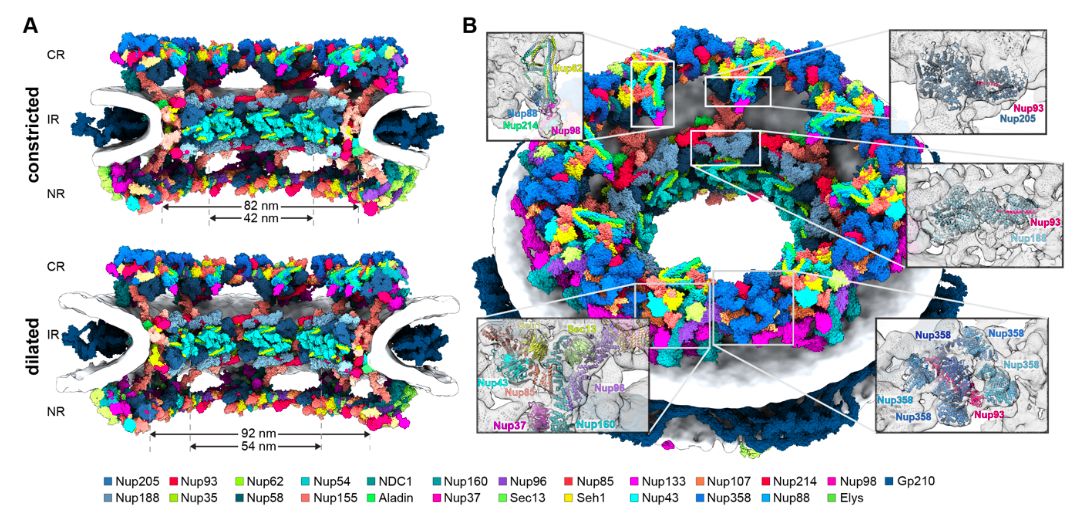 A
CR
IR
NR
constricted
82 nm
42 nm
CR
IR
NR
dilated
92 nm
54 nm
B
Nup62
Nup88
Nup214
Nup98
Nup93
Nup205
Nup93
Nup188
Sec13
Nup43
Nup85
Nup96
Nup37
Nup160
Nup358
Nup358
Nup358
Nup358
Nup358
Nup93
Nup205 Nup93 Nup62 Nup54 NDC1 Nup160 Nup96 Nup85 Nup133 Nup107 Nup214 Nup98 Gp210
Nup188 Nup35 Nup58 Nup155 Aladin Nup37 Sec13 Seh1 Nup43 Nup358 Nup88 Elys